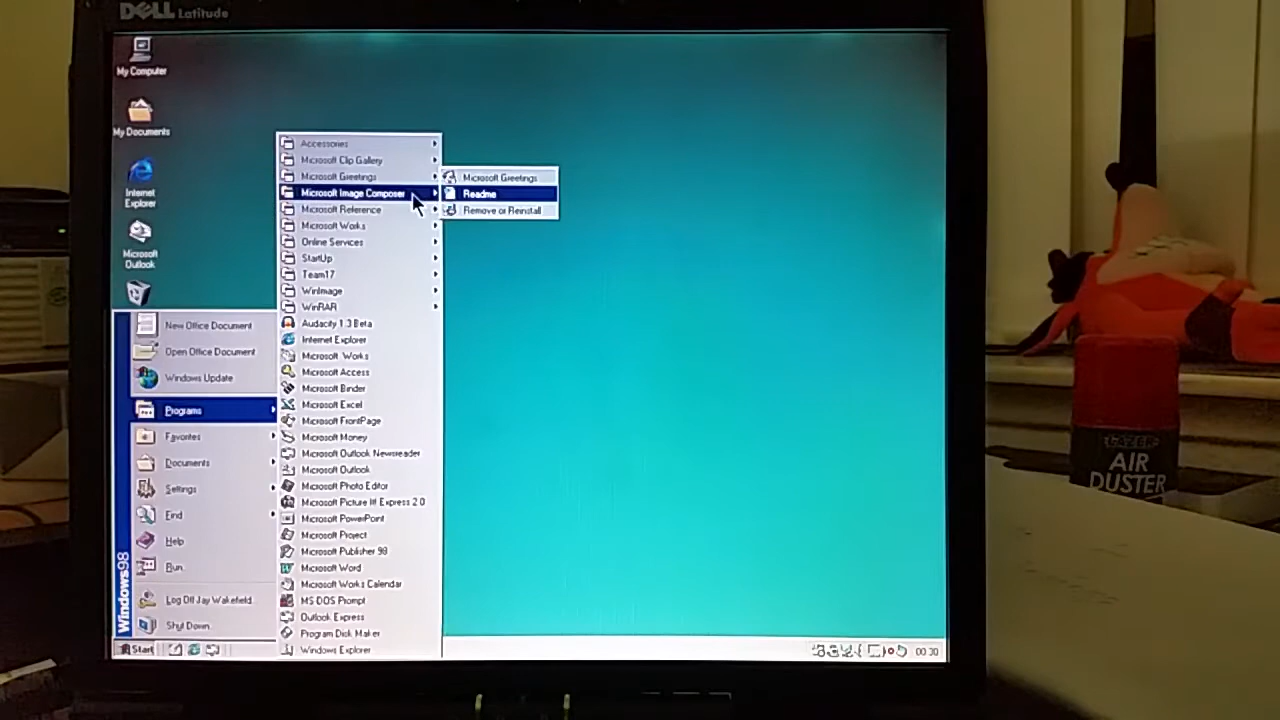 DELL Latitude
My Computer
My Documents
Internet
Explorer
Microsoft
Outlook
New Office Document
Open Office Document
Windows Update
Programs
Favorites
Documents
Settings
Find
Help
Run...
Log Off Jay Wakefield...
Shut Down...
Windows98
Start
Accessories
Microsoft Clip Gallery
Microsoft Greetings
Microsoft Image Composer
Microsoft Reference
Microsoft Works
Online Services
StartUp
Team17
WinImage
WinRAR
Audacity 1.3 Beta
Internet Explorer
Microsoft Works
Microsoft Access
Microsoft Binder
Microsoft Excel
Microsoft FrontPage
Microsoft Money
Microsoft Outlook Newsreader
Microsoft Outlook
Microsoft Photo Editor
Microsoft Picture It! Express 2.0
Microsoft PowerPoint
Microsoft Project
Microsoft Publisher 98
Microsoft Word
Microsoft Works Calendar
MS-DOS Prompt
Outlook Express
Program Disk Maker
Windows Explorer
Microsoft Greetings
Readme
Remove or Reinstall
00:30
AIR
DUSTER